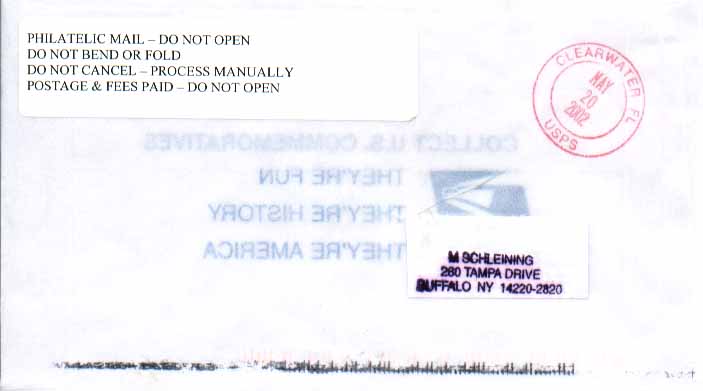 PHILATELIC MAIL – DO NOT OPEN
DO NOT BEND OR FOLD
DO NOT CANCEL – PROCESS MANUALLY
POSTAGE & FEES PAID – DO NOT OPEN
CLEARWATER FL
MAY
20
2002
USPS
COLLECT U.S. COMMEMORATIVES
THEY'RE FUN
THEY'RE HISTORY
THEY'RE AMERICA
M SCHLEINING
280 TAMPA DRIVE
BUFFALO NY 14220-2820